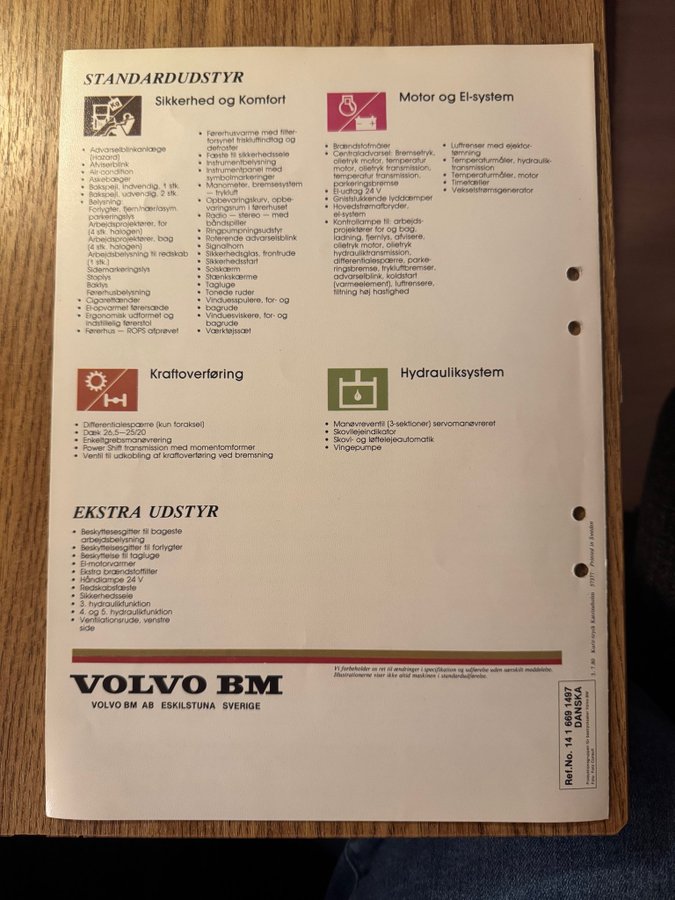 STANDARDUDSTYR
Sikkerhed og Komfort
• Advarselblinkanlæge
(Hazard)
• Afviserblink
• Air-condition
• Askebæger
• Bakspejl, indvendig, 1 stk.
• Bakspejl, udvendig, 2 stk.
• Belysning:
Forlygter, fjern/nær/asym.
parkeringslys
Arbejdsprojektører, for
(4 stk. halogen)
Arbejdsprojektører, bag
(4 stk. halogen)
Arbejdsbelysning til redskab
(1 stk.)
Sidemarkeringslys
Stoplys
Baklys
Førerhusbelysning
• Cigarettænder
• El-opvarmet førersæde
• Ergonomisk udformet og
indstillelig førerstol
• Førerhus — ROPS afprøvet
• Førerhusvarme med filter-
forsynet friskluftindtag og
defroster
• Fæste til sikkerhedssele
• Instrumentbelysning
• Instrumentpanel med
symbolmarkeringer
• Manometer, bremsesystem
— trykluft
• Opbevaringskurv, opbe-
varingsrum i førerhuset
• Radio — stereo — med
båndspiller
• Ringpumpningsudstyr
• Roterende advarselsblink
• Signalhorn
• Sikkerhedsglas, frontrude
• Sikkerhedsstart
• Solskærm
• Stænkskærme
• Tagluge
• Tonede ruder
• Vinduespulere, for- og
• bagrude
• Vinduesviskere, for- og
bagrude
• Værktøjssæt
Motor og El-system
• Brændstofmåler
• Centraladvarsel: Bremsetryk,
olietryk motor, temperatur
motor, olietryk transmission,
temperatur transmission,
parkeringsbremse
• El-udtag 24 V
• Gnistslukkende lyddæmper
• Hovedstrømafbryder,
el-system
• Kontrollampe til: arbejds-
projektører for og bag,
ladning, fjernlys, afvisere,
olietryk motor, olietryk
hydrauliktransmission,
differentialespærre, parke-
ringsbremse, trykluftbremser,
advarselblink, koldstart
(varmeelement), luftrensere,
tiltning høj hastighed
• Luftrenser med ejektor-
tømning
• Temperaturmåler, hydraulik-
transmission
• Temperaturmåler, motor
• Timetæller
• Vekselstrømsgenerator
Kraftoverføring
• Differentialespærre (kun foraksel)
• Dæk 26,5—25/20
• Enkeltgrebsmanøvrering
• Power Shift transmission med momentomformer
• Ventil til udkobling af kraftoverføring ved bremsning
Hydrauliksystem
• Manøvreventil (3-sektioner) servomanøvreret
• Skovllejeindikator
• Skovl- og løftelejeautomatik
• Vingepumpe
EKSTRA UDSTYR
• Beskyttesesgitter til bageste
arbejdsbelysning
• Beskyttelsesgitter til forlygter
• Beskyttelse til tagluge
• El-motorvarmer
• Ekstra brændstoffilter
• Håndlampe 24 V
• Redskabsfæste
• Sikkerhedssele
• 3. hydraulikfunktion
• 4. og 5. hydraulikfunktion
• Ventilationsrude, venstre
side
VOLVO BM
VOLVO BM AB ESKILSTUNA SVERIGE
Vi forbeholder os ret til ændringer i specifikation og udførelse uden særskilt meddelelse.
Illustrationerne viser ikke altid maskinen i standardudførelse.
Ref.No. 14 1 669 1497
DANSKA
Printed in Sweden